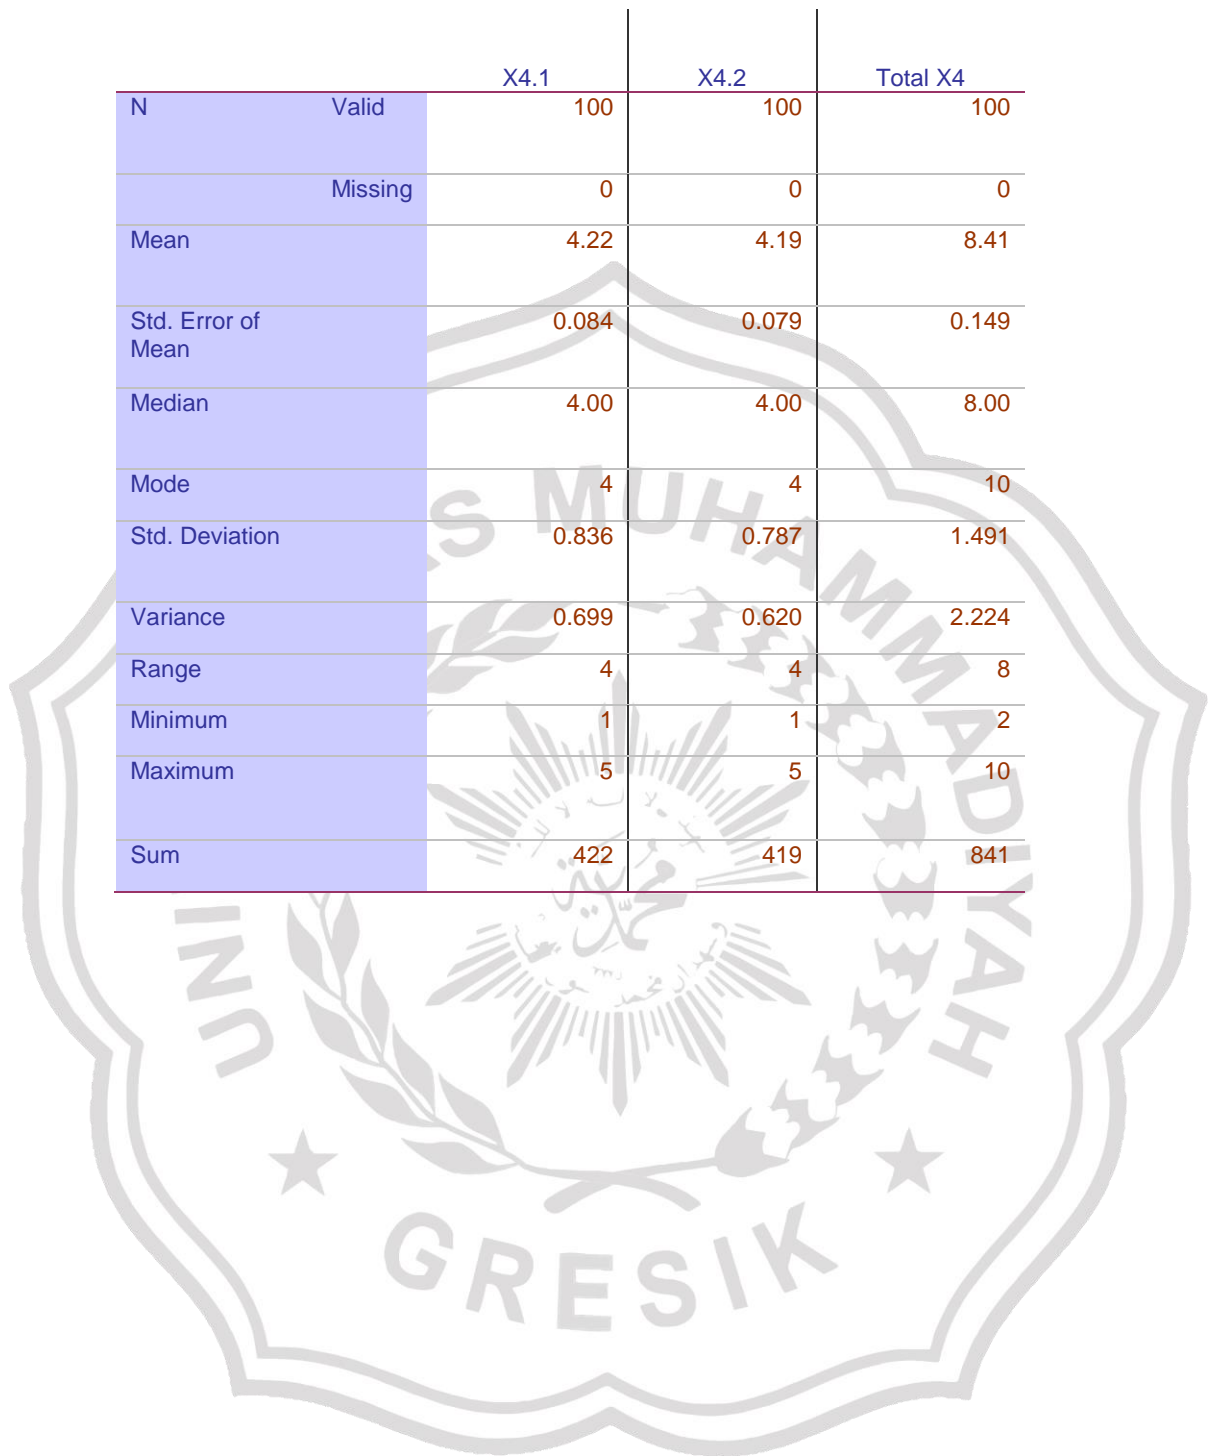 X4.1 X4.2 Total X4
N Valid 100 100 100
Missing 0 0 0
Mean 4.22 4.19 8.41
Std. Error of 0.084 0.079 0.149
Mean
Median 4.00 4.00 8.00
Mode 4 4 10
Std. Deviation 0.836 0.787 1.491
Variance 0.699 0.620 2.224
Range 4 4 8
Minimum 1 1 2
Maximum 5 5 10
Sum 422 419 841
UNI AS MUHAMMADIYAH
GRESIK